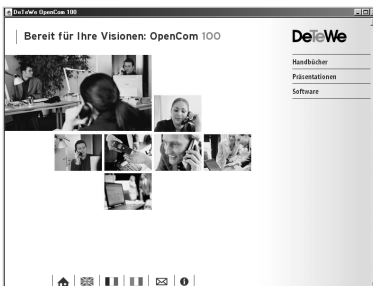 DeTeWe OpenCom 100
Bereit für Ihre Visionen: OpenCom 100
DeTeWe
Handbücher
Präsentationen
Software